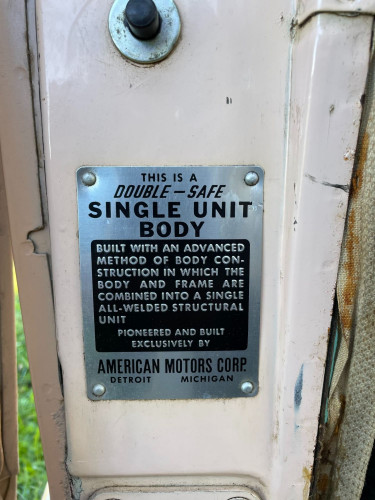 THIS IS A
DOUBLE-SAFE
SINGLE UNIT
BODY
BUILT WITH AN ADVANCED
METHOD OF BODY CON-
STRUCTION IN WHICH THE
BODY AND FRAME ARE
COMBINED INTO A SINGLE
ALL-WELDED STRUCTURAL
UNIT
PIONEERED AND BUILT
EXCLUSIVELY BY
AMERICAN MOTORS CORP.
DETROIT MICHIGAN